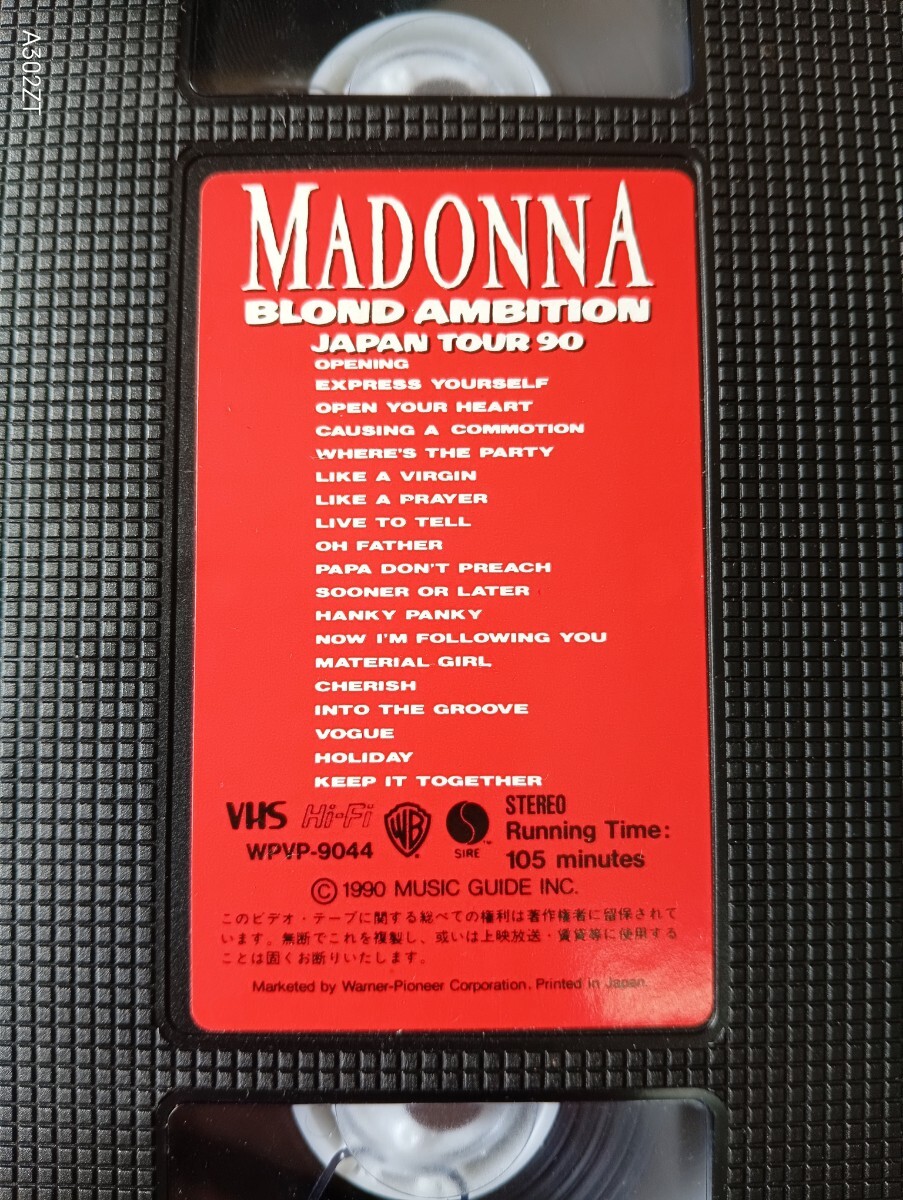 A3022T
MADONNA
BLOND AMBITION
JAPAN TOUR 90
OPENING
EXPRESS YOURSELF
OPEN YOUR HEART
CAUSING A COMMOTION
WHERE'S THE PARTY
LIKE A VIRGIN
LIKE A PRAYER
LIVE TO TELL
OH FATHER
PAPA DON'T PREACH
SOONER OR LATER
HANKY PANKY
NOW I'M FOLLOWING YOU
MATERIAL GIRL
CHERISH
INTO THE GROOVE
VOGUE
HOLIDAY
KEEP IT TOGETHER
VHS Hi-Fi WB SIRE STEREO
WPVP-9044 Running Time:
105 minutes
Ⓒ 1990 MUSIC GUIDE INC.
このビデオ・テープに関する総べての権利は著作権者に留保されて
います。無断でこれを複製し、或いは上映放送・賃貸等に使用する
ことは固くお断りいたします。
Marketed by Warner-Pioneer Corporation. Printed in Japan.